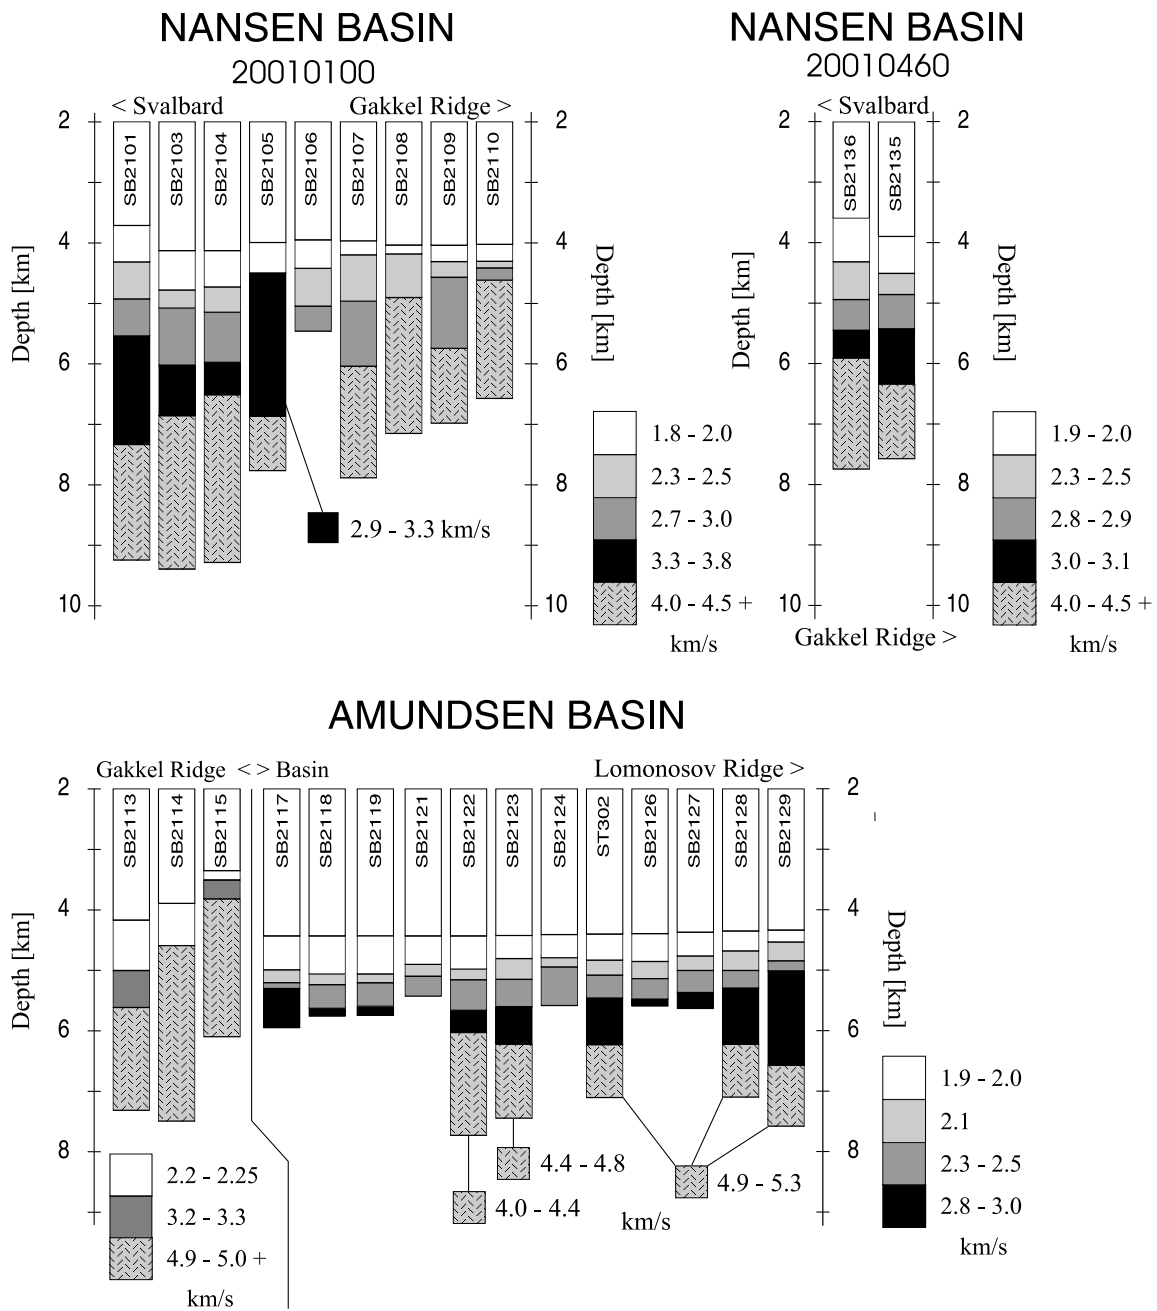 NANSEN BASIN
20010100
< Svalbard
Gakkel Ridge >
2
4
6
8
10
Depth [km]
SB2101
SB2103
SB2104
SB2105
SB2106
SB2107
SB2108
SB2109
SB2110
2
4
6
8
10
Depth [km]
2.9 - 3.3 km/s
1.8 - 2.0
2.3 - 2.5
2.7 - 3.0
3.3 - 3.8
4.0 - 4.5 +
km/s
NANSEN BASIN
20010460
< Svalbard
2
4
6
8
10
Depth [km]
SB2136
SB2135
2
4
6
8
10
Depth [km]
Gakkel Ridge >
1.9 - 2.0
2.3 - 2.5
2.8 - 2.9
3.0 - 3.1
4.0 - 4.5 +
km/s
AMUNDSEN BASIN
Gakkel Ridge < > Basin
Lomonosov Ridge >
2
4
6
8
Depth [km]
SB2113
SB2114
SB2115
SB2117
SB2118
SB2119
SB2121
SB2122
SB2123
SB2124
ST302
SB2126
SB2127
SB2128
SB2129
2
4
6
8
Depth [km]
2.2 - 2.25
3.2 - 3.3
4.9 - 5.0 +
km/s
4.0 - 4.4
4.4 - 4.8
4.9 - 5.3
km/s
1.9 - 2.0
2.1
2.3 - 2.5
2.8 - 3.0
km/s